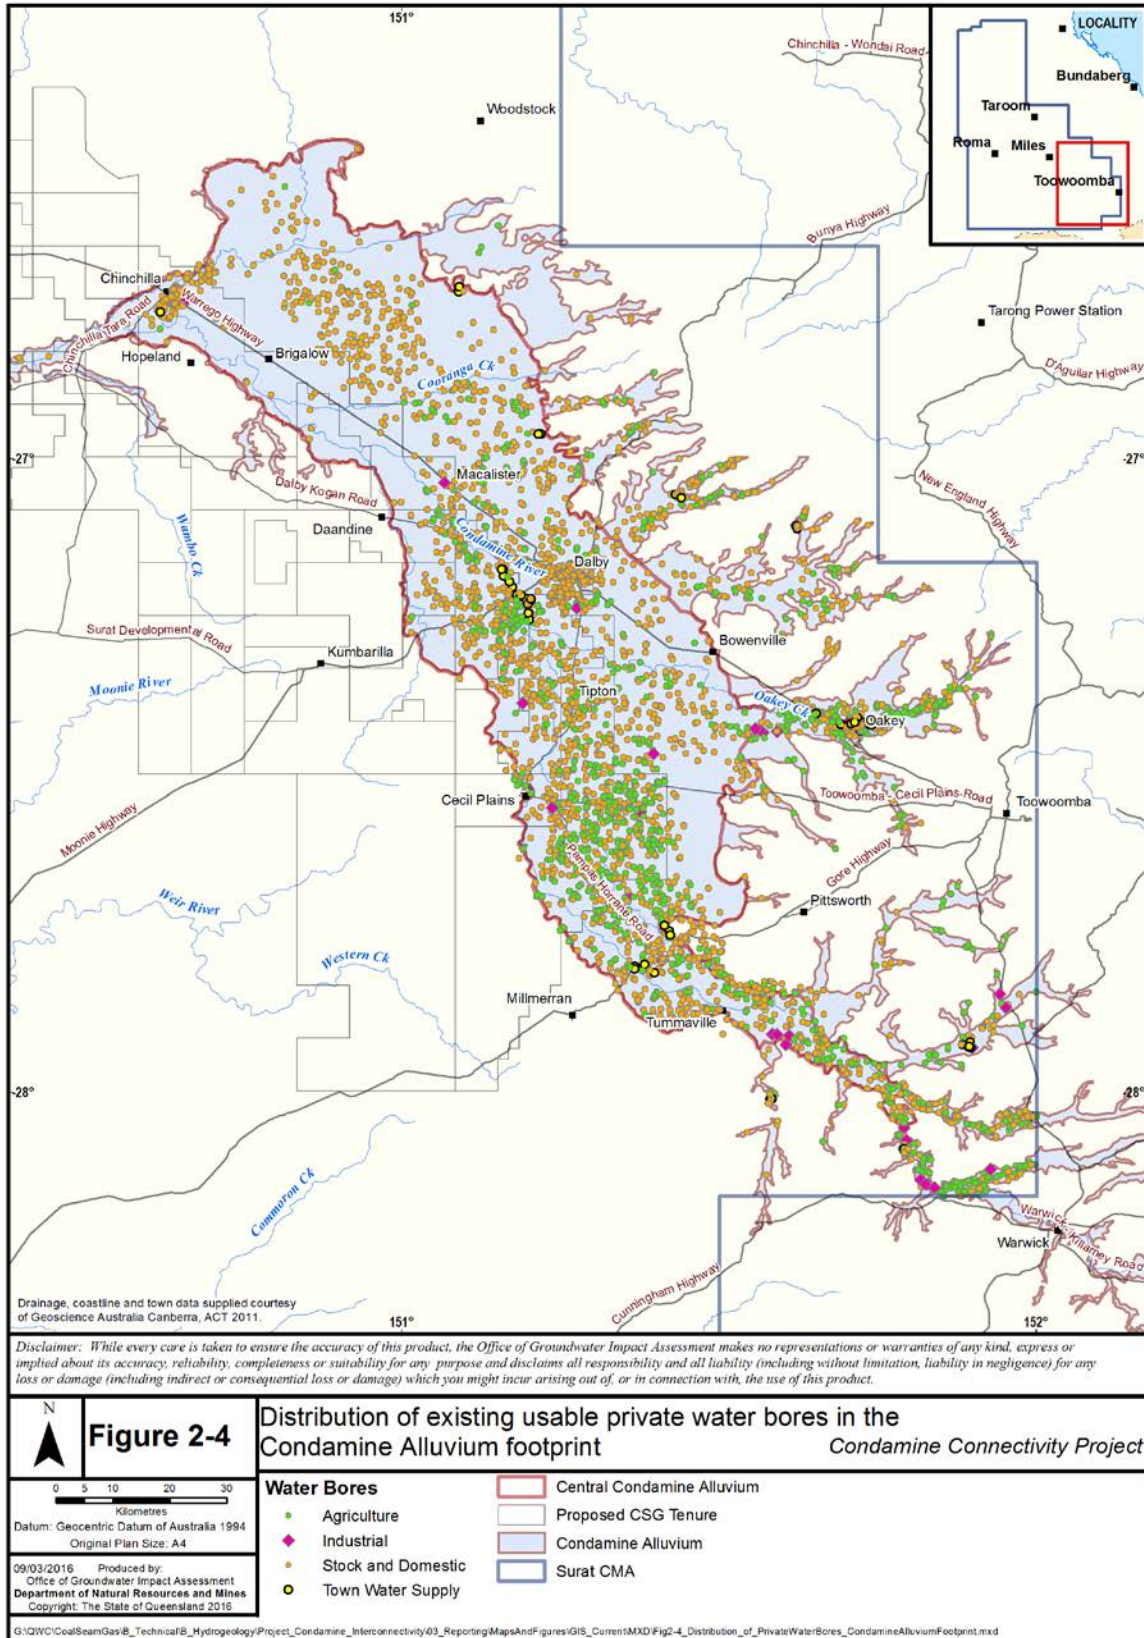 151°
LOCALITY
Bundaberg
Taroom
Roma
Miles
Toowoomba
Chinchilla - Wondai Road
Woodstock
Bunya Highway
Chinchilla
Warrego Highway
Chinchilla Tara Road
Hopeland
Brigalow
Cooranga Ck
Tarong Power Station
D'Aguilar Highway
-27°
-27°
Macalister
Dalby Kogan Road
Daandine
Wambo Ck
Condamine River
Dalby
New England Highway
Surat Developmental Road
Kumbarilla
Bowenville
Moonie River
Tipton
Oakey Ck
Oakey
Cecil Plains
Toowoomba - Cecil Plains Road
Toowoomba
Moonie Highway
Gore Highway
Pampas Horrane Road
Pittsworth
Weir River
Western Ck
Millmerran
Tummaville
-28°
-28°
Commoron Ck
Warwick - Killarney Road
Warwick
Cunningham Highway
Drainage, coastline and town data supplied courtesy
of Geoscience Australia Canberra, ACT 2011.
151°
152°
Disclaimer: While every care is taken to ensure the accuracy of this product, the Office of Groundwater Impact Assessment makes no representations or warranties of any kind, express or
implied about its accuracy, reliability, completeness or suitability for any purpose and disclaims all responsibility and all liability (including without limitation, liability in negligence) for any
loss or damage (including indirect or consequential loss or damage) which you might incur arising out of, or in connection with, the use of this product.
N
Figure 2-4
Distribution of existing usable private water bores in the
Condamine Alluvium footprint
Condamine Connectivity Project
0 5 10 20 30
Kilometres
Datum: Geocentric Datum of Australia 1994
Original Plan Size: A4
09/03/2016 Produced by:
Office of Groundwater Impact Assessment
Department of Natural Resources and Mines
Copyright: The State of Queensland 2016
Water Bores
Agriculture
Industrial
Stock and Domestic
Town Water Supply
Central Condamine Alluvium
Proposed CSG Tenure
Condamine Alluvium
Surat CMA
G:\QWC\CoalSeamGas\B_Technical\B_Hydrogeology\Project_Condamine_Interconnectivity\03_Reporting\MapsAndFigures\GIS_Current\MXD\Fig2-4_Distribution_of_PrivateWaterBores_CondamineAlluviumFootprint.mxd